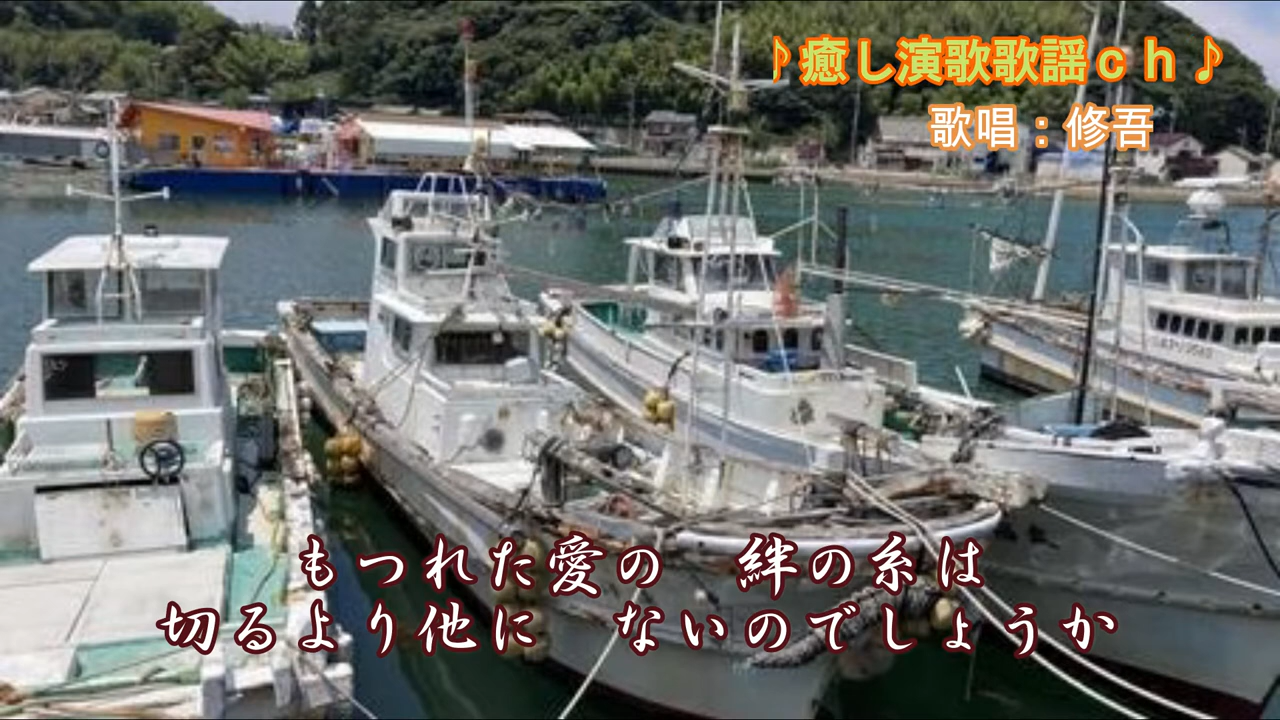 ♪癒し演歌歌謡ｃｈ♪
歌唱：修吾
もつれた愛の　絆の糸は
切るより他に　ないのでしょうか